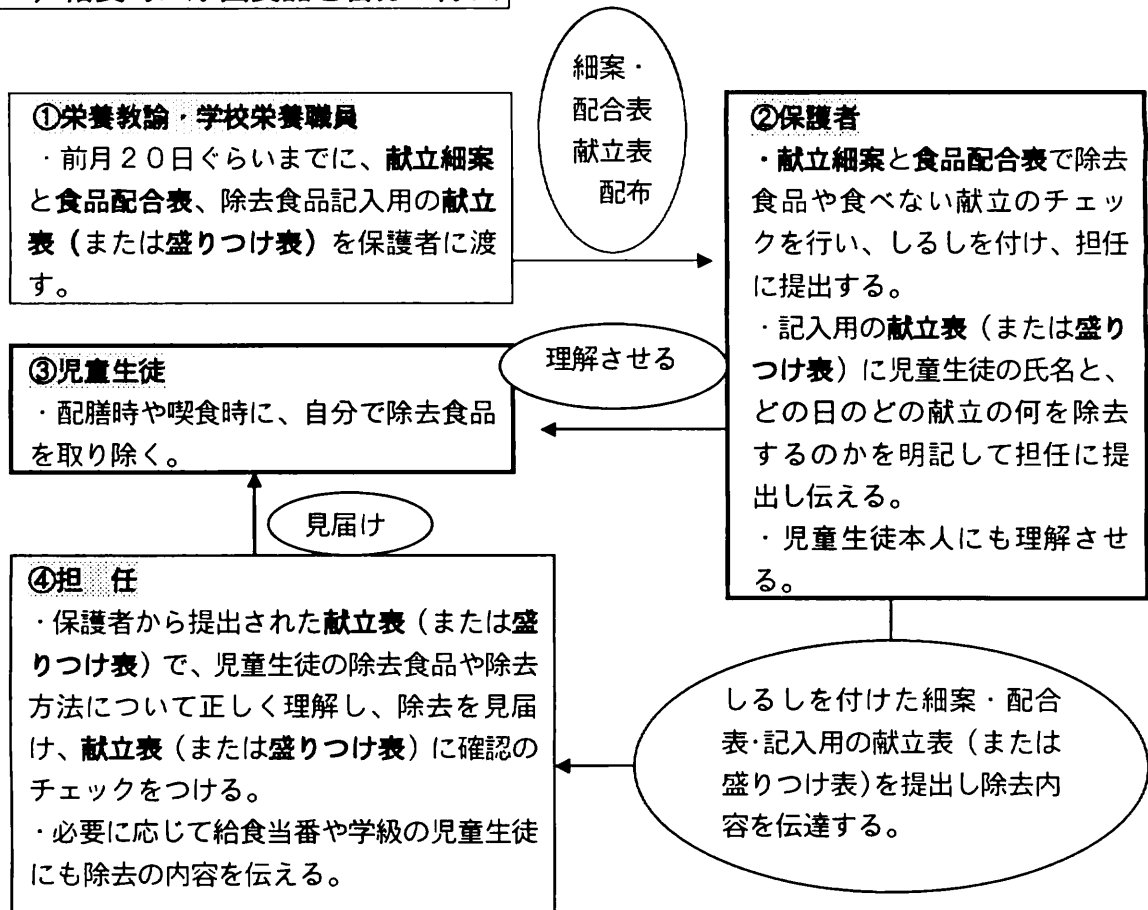 細案・
配合表
献立表
配布
①栄養教諭・学校栄養職員
・前月２０日ぐらいまでに、献立細案
と食品配合表、除去食品記入用の献立
表（または盛りつけ表）を保護者に渡
す。
②保護者
・献立細案と食品配合表で除去
食品や食べない献立のチェッ
クを行い、しるしを付け、担任
に提出する。
・記入用の献立表（または盛り
つけ表）に児童生徒の氏名と、
どの日のどの献立の何を除去
するのかを明記して担任に提
出し伝える。
・児童生徒本人にも理解させ
る。
理解させる
③児童生徒
・配膳時や喫食時に、自分で除去食品
を取り除く。
見届け
④担　任
・保護者から提出された献立表（または盛
りつけ表）で、児童生徒の除去食品や除去
方法について正しく理解し、除去を見届
け、献立表（または盛りつけ表）に確認の
チェックをつける。
・必要に応じて給食当番や学級の児童生徒
にも除去の内容を伝える。
しるしを付けた細案・配合
表・記入用の献立表（または
盛りつけ表）を提出し除去内
容を伝達する。